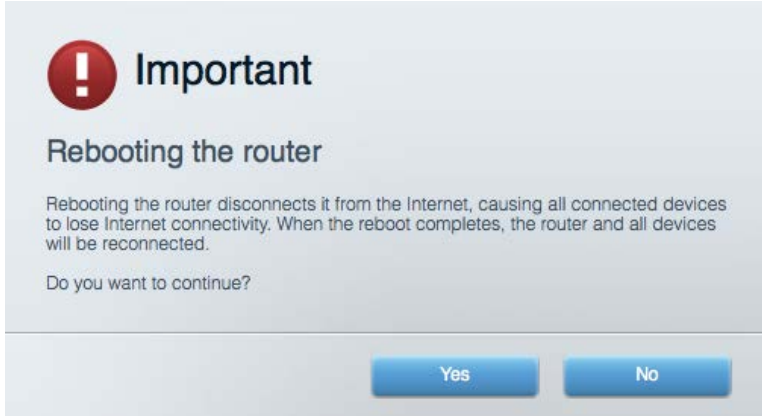 Important
Rebooting the router
Rebooting the router disconnects it from the Internet, causing all connected devices
to lose Internet connectivity. When the reboot completes, the router and all devices
will be reconnected.
Do you want to continue?
Yes
No